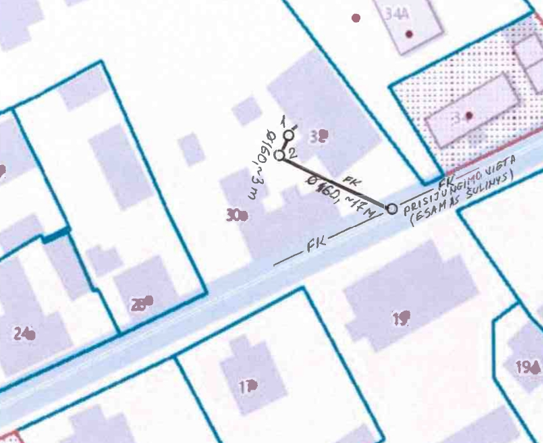 34A
1
32
2
Ø160, ~3m
FK
Ø160, ~17m
FK
PRISIJUNGIMO VIETA
(ESAMAS ŠULINYS)
30
FK
28
19
24
17
19A